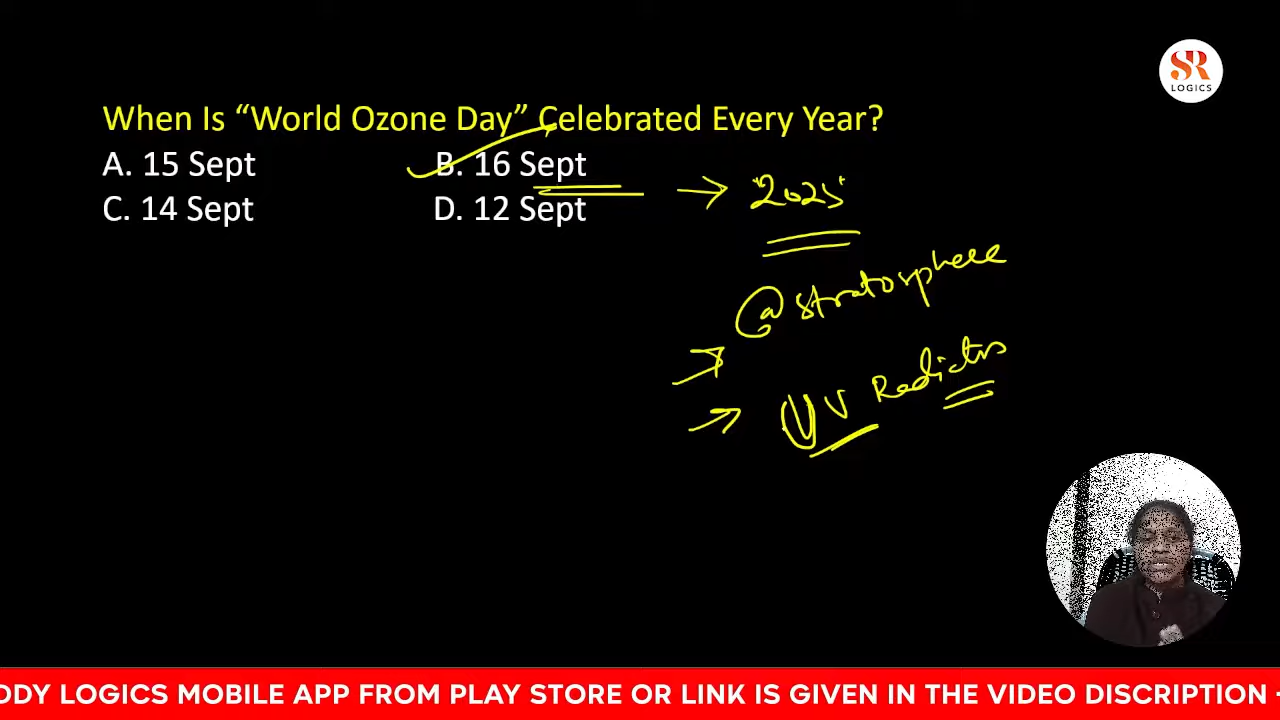 SR
LOGICS
When Is “World Ozone Day” Celebrated Every Year?
A. 15 Sept B. 16 Sept
C. 14 Sept D. 12 Sept
→ 2025
@stratosphere
→
→ UV Radictrs
DDY LOGICS MOBILE APP FROM PLAY STORE OR LINK IS GIVEN IN THE VIDEO DISCRIPTION -